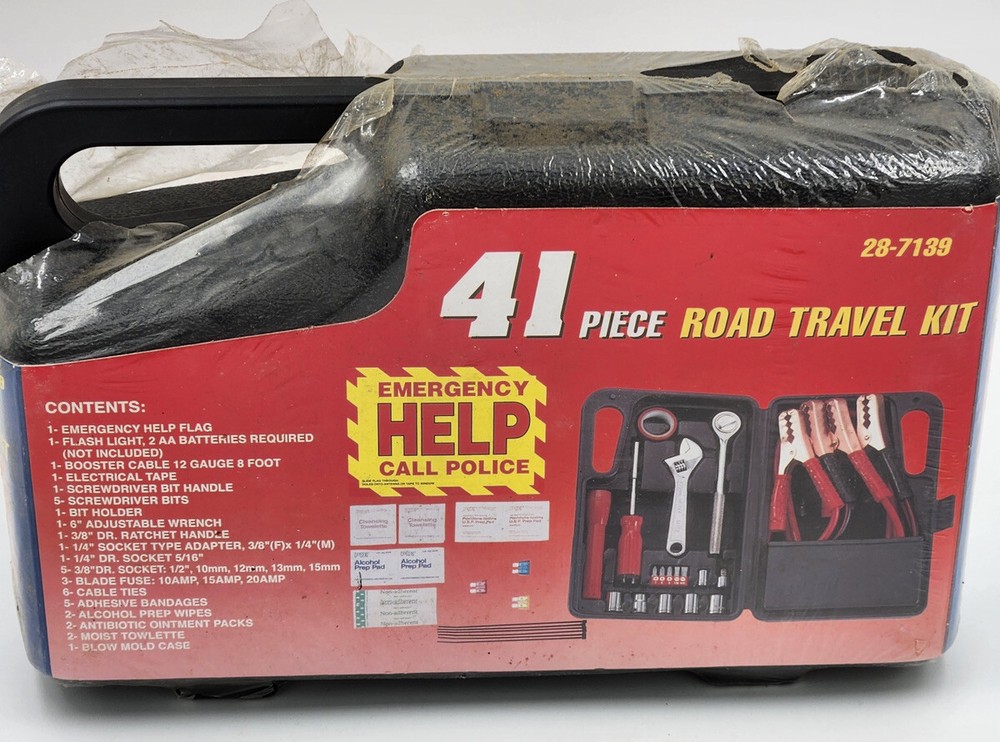 28-7139
41 PIECE ROAD TRAVEL KIT
CONTENTS:
1- EMERGENCY HELP FLAG
1- FLASH LIGHT, 2 AA BATTERIES REQUIRED
(NOT INCLUDED)
1- BOOSTER CABLE 12 GAUGE 8 FOOT
1- ELECTRICAL TAPE
1- SCREWDRIVER BIT HANDLE
5- SCREWDRIVER BITS
1- BIT HOLDER
1- 6" ADJUSTABLE WRENCH
1- 3/8" DR. RATCHET HANDLE
1- 1/4" SOCKET TYPE ADAPTER, 3/8"(F)x 1/4"(M)
1- 1/4" DR. SOCKET 5/16"
5- 3/8"DR. SOCKET: 1/2", 10mm, 12mm, 13mm, 15mm
3- BLADE FUSE: 10AMP, 15AMP, 20AMP
6- CABLE TIES
5- ADHESIVE BANDAGES
2- ALCOHOL PREP WIPES
2- ANTIBIOTIC OINTMENT PACKS
2- MOIST TOWLETTE
1- BLOW MOLD CASE
EMERGENCY
HELP
CALL POLICE
Cleansing
Towelette
Cleansing
Towelette
Alcohol
Prep Pad
Alcohol
Prep Pad